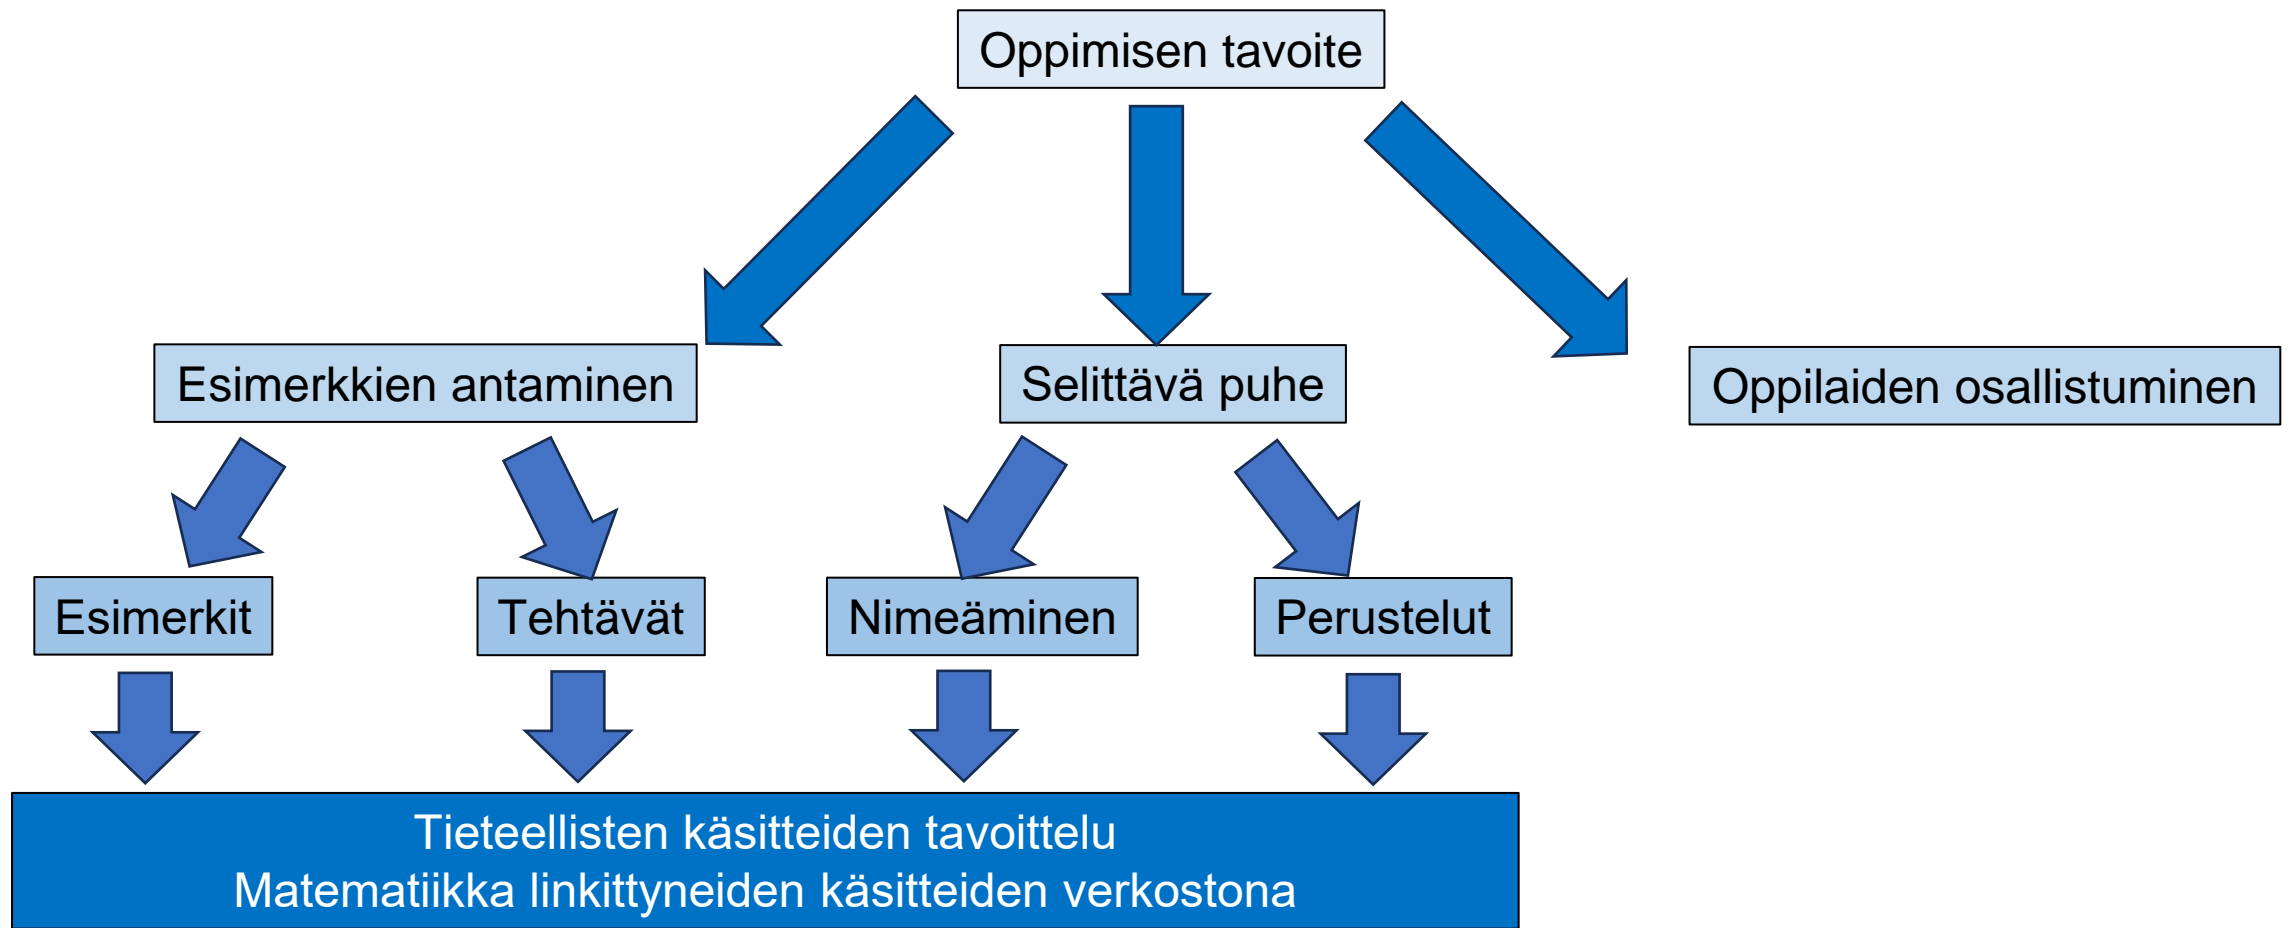 Oppimisen tavoite
Esimerkkien antaminen
Selittävä puhe
Oppilaiden osallistuminen
Esimerkit
Tehtävät
Nimeäminen
Perustelut
Tieteellisten käsitteiden tavoittelu
Matematiikka linkittyneiden käsitteiden verkostona